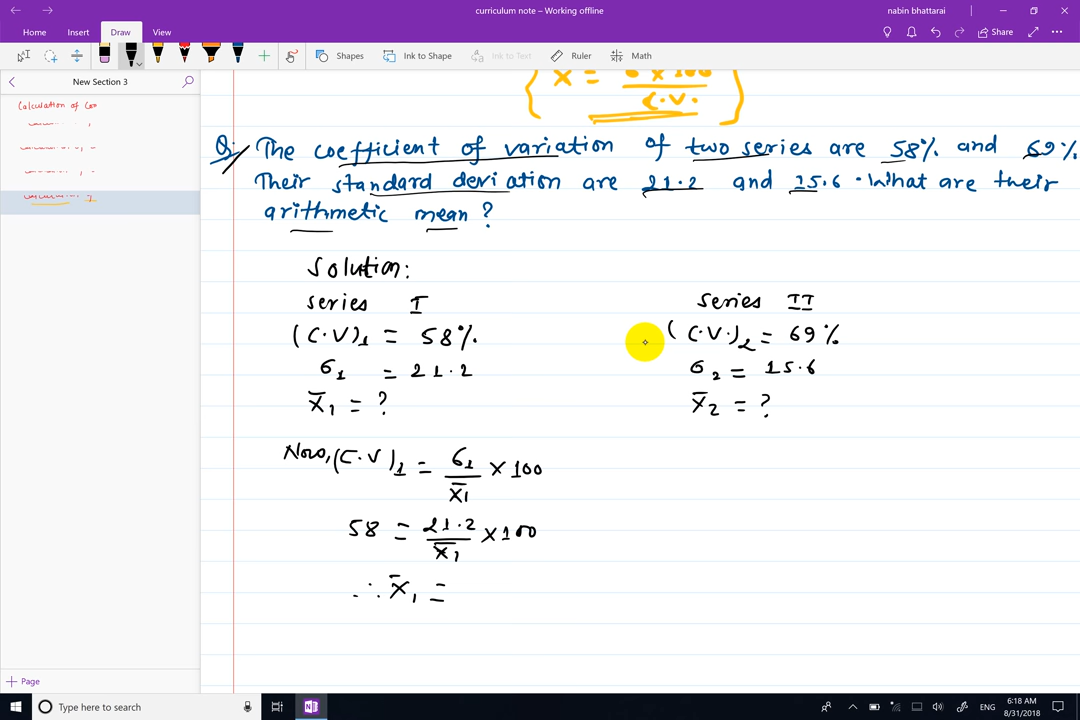 curriculum note – Working offline
nabin bhattarai
Home Insert Draw View
Share
Shapes Ink to Shape Ink to Text Ruler Math
New Section 3
Calculation of Coe
X = 6 × 100 / C.V.
Q. The coefficient of variation of two series are 58% and 69%.
Their standard deviation are 21.2 and 15.6. What are their
arithmetic mean?
Solution:
Series I
(C.V)1 = 58%.
σ1 = 21.2
X̄1 = ?
Series II
(C.V.)2 = 69%
σ2 = 15.6
X̄2 = ?
Now, (C.V)1 = σ1/X̄1 × 100
58 = 21.2/X̄1 × 100
∴ X̄1 =
+ Page
Type here to search
ENG
6:18 AM
8/31/2018